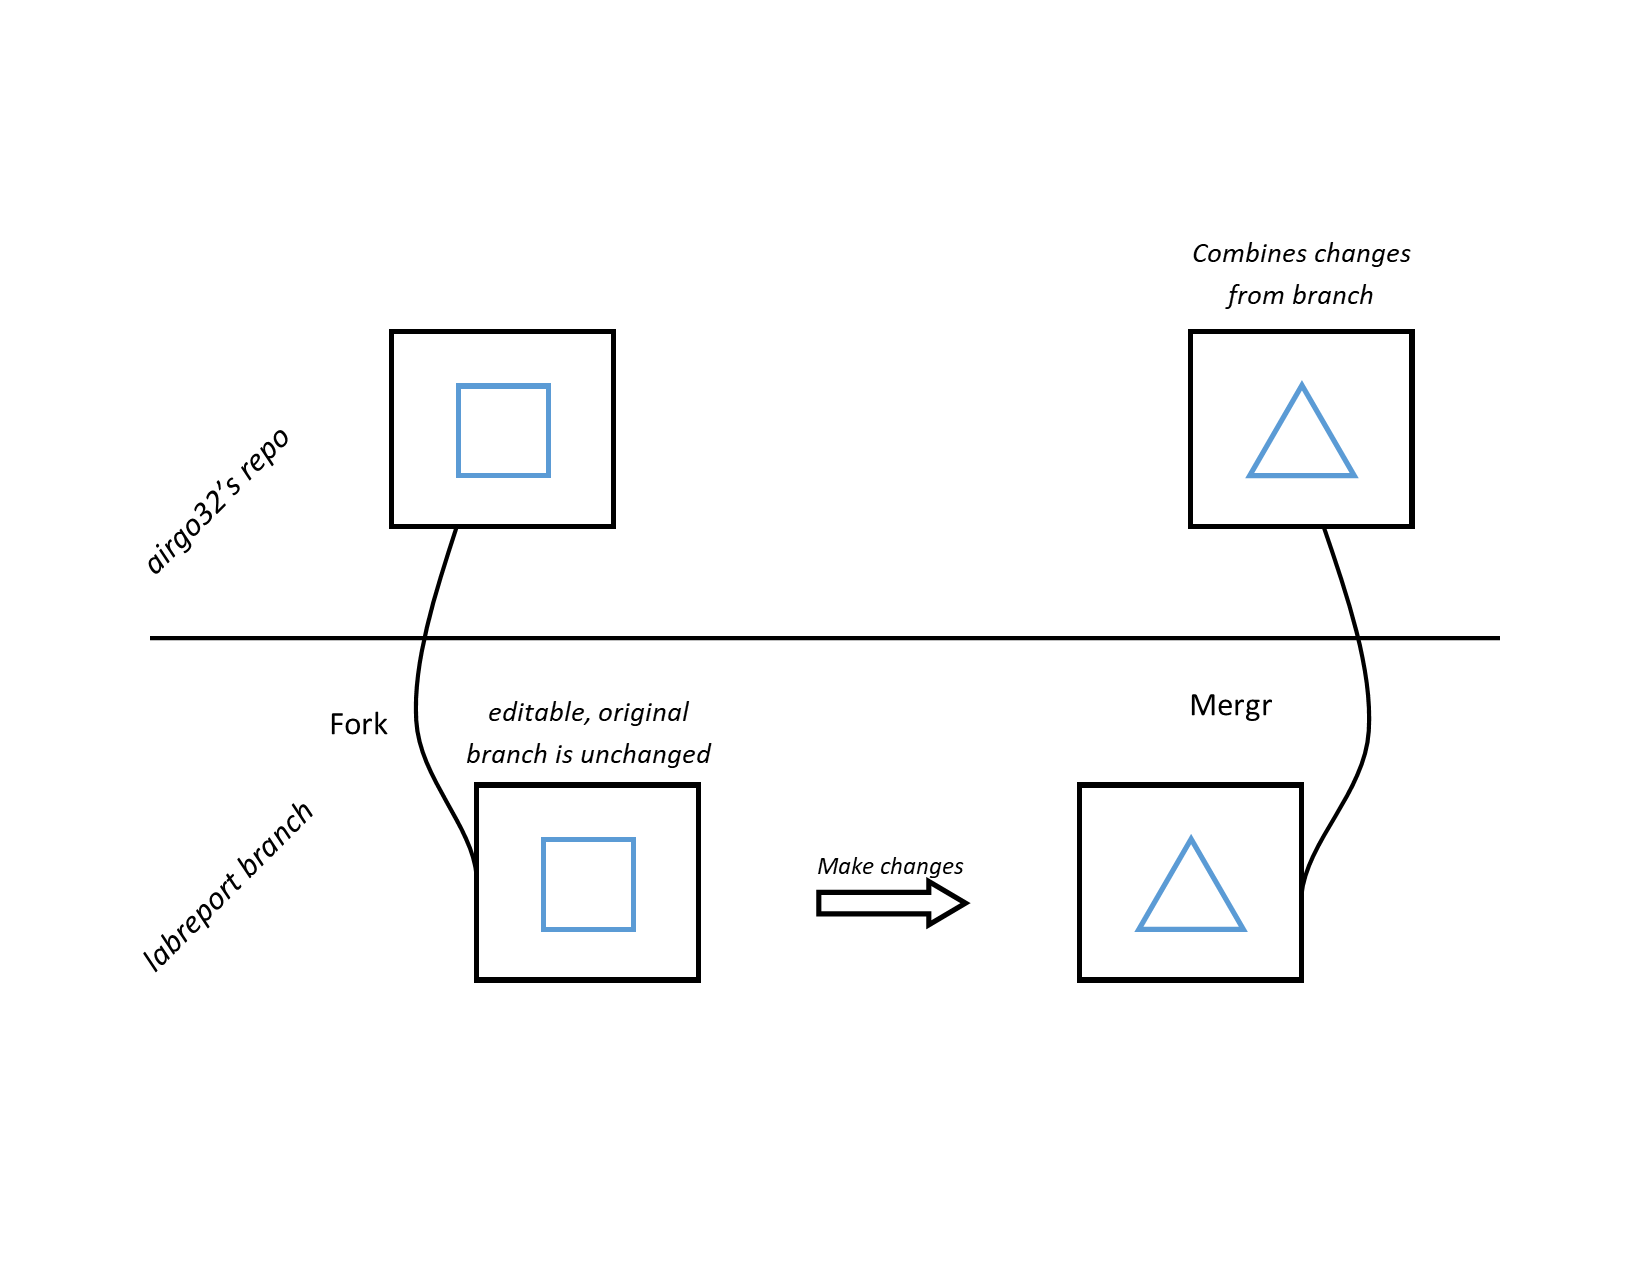 Combines changes
from branch
airgo32's repo
Fork
editable, original
branch is unchanged
Mergr
labreport branch
Make changes